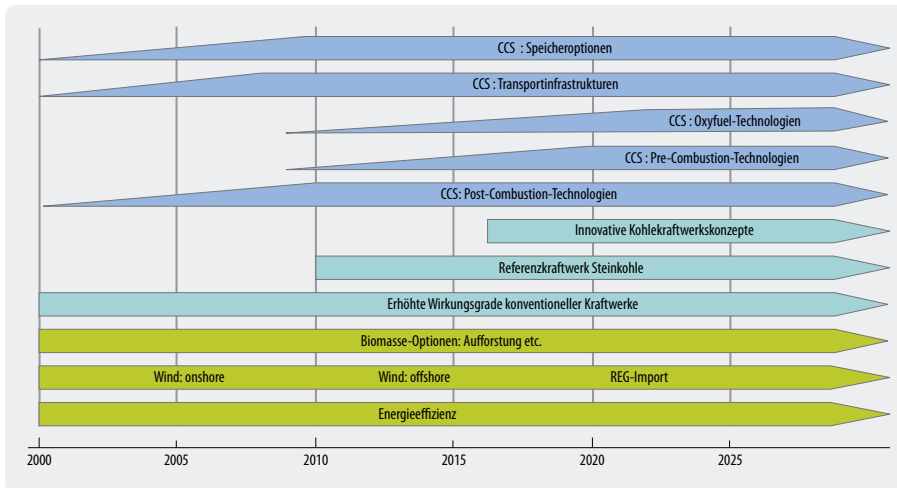 CCS : Speicheroptionen
CCS : Transportinfrastrukturen
CCS : Oxyfuel-Technologien
CCS : Pre-Combustion-Technologien
CCS: Post-Combustion-Technologien
Innovative Kohlekraftwerkskonzepte
Referenzkraftwerk Steinkohle
Erhöhte Wirkungsgrade konventioneller Kraftwerke
Biomasse-Optionen: Aufforstung etc.
Wind: onshore Wind: offshore REG-Import
Energieeffizienz
2000 2005 2010 2015 2020 2025